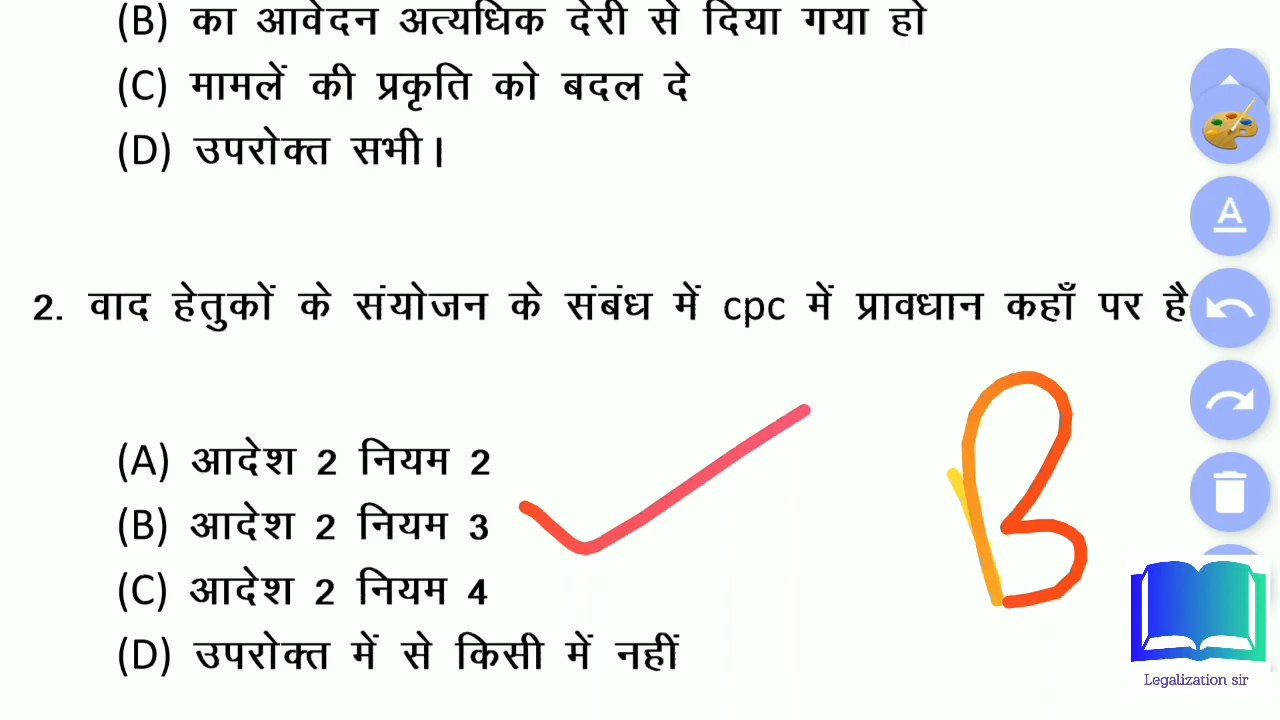 (B) का आवेदन अत्यधिक देरी से दिया गया हो
(C) मामलें की प्रकृति को बदल दे
(D) उपरोक्त सभी।
2. वाद हेतुकों के संयोजन के संबंध में cpc में प्रावधान कहाँ पर है
(A) आदेश 2 नियम 2
(B) आदेश 2 नियम 3
(C) आदेश 2 नियम 4
(D) उपरोक्त में से किसी में नहीं
B
A
Legalization sir